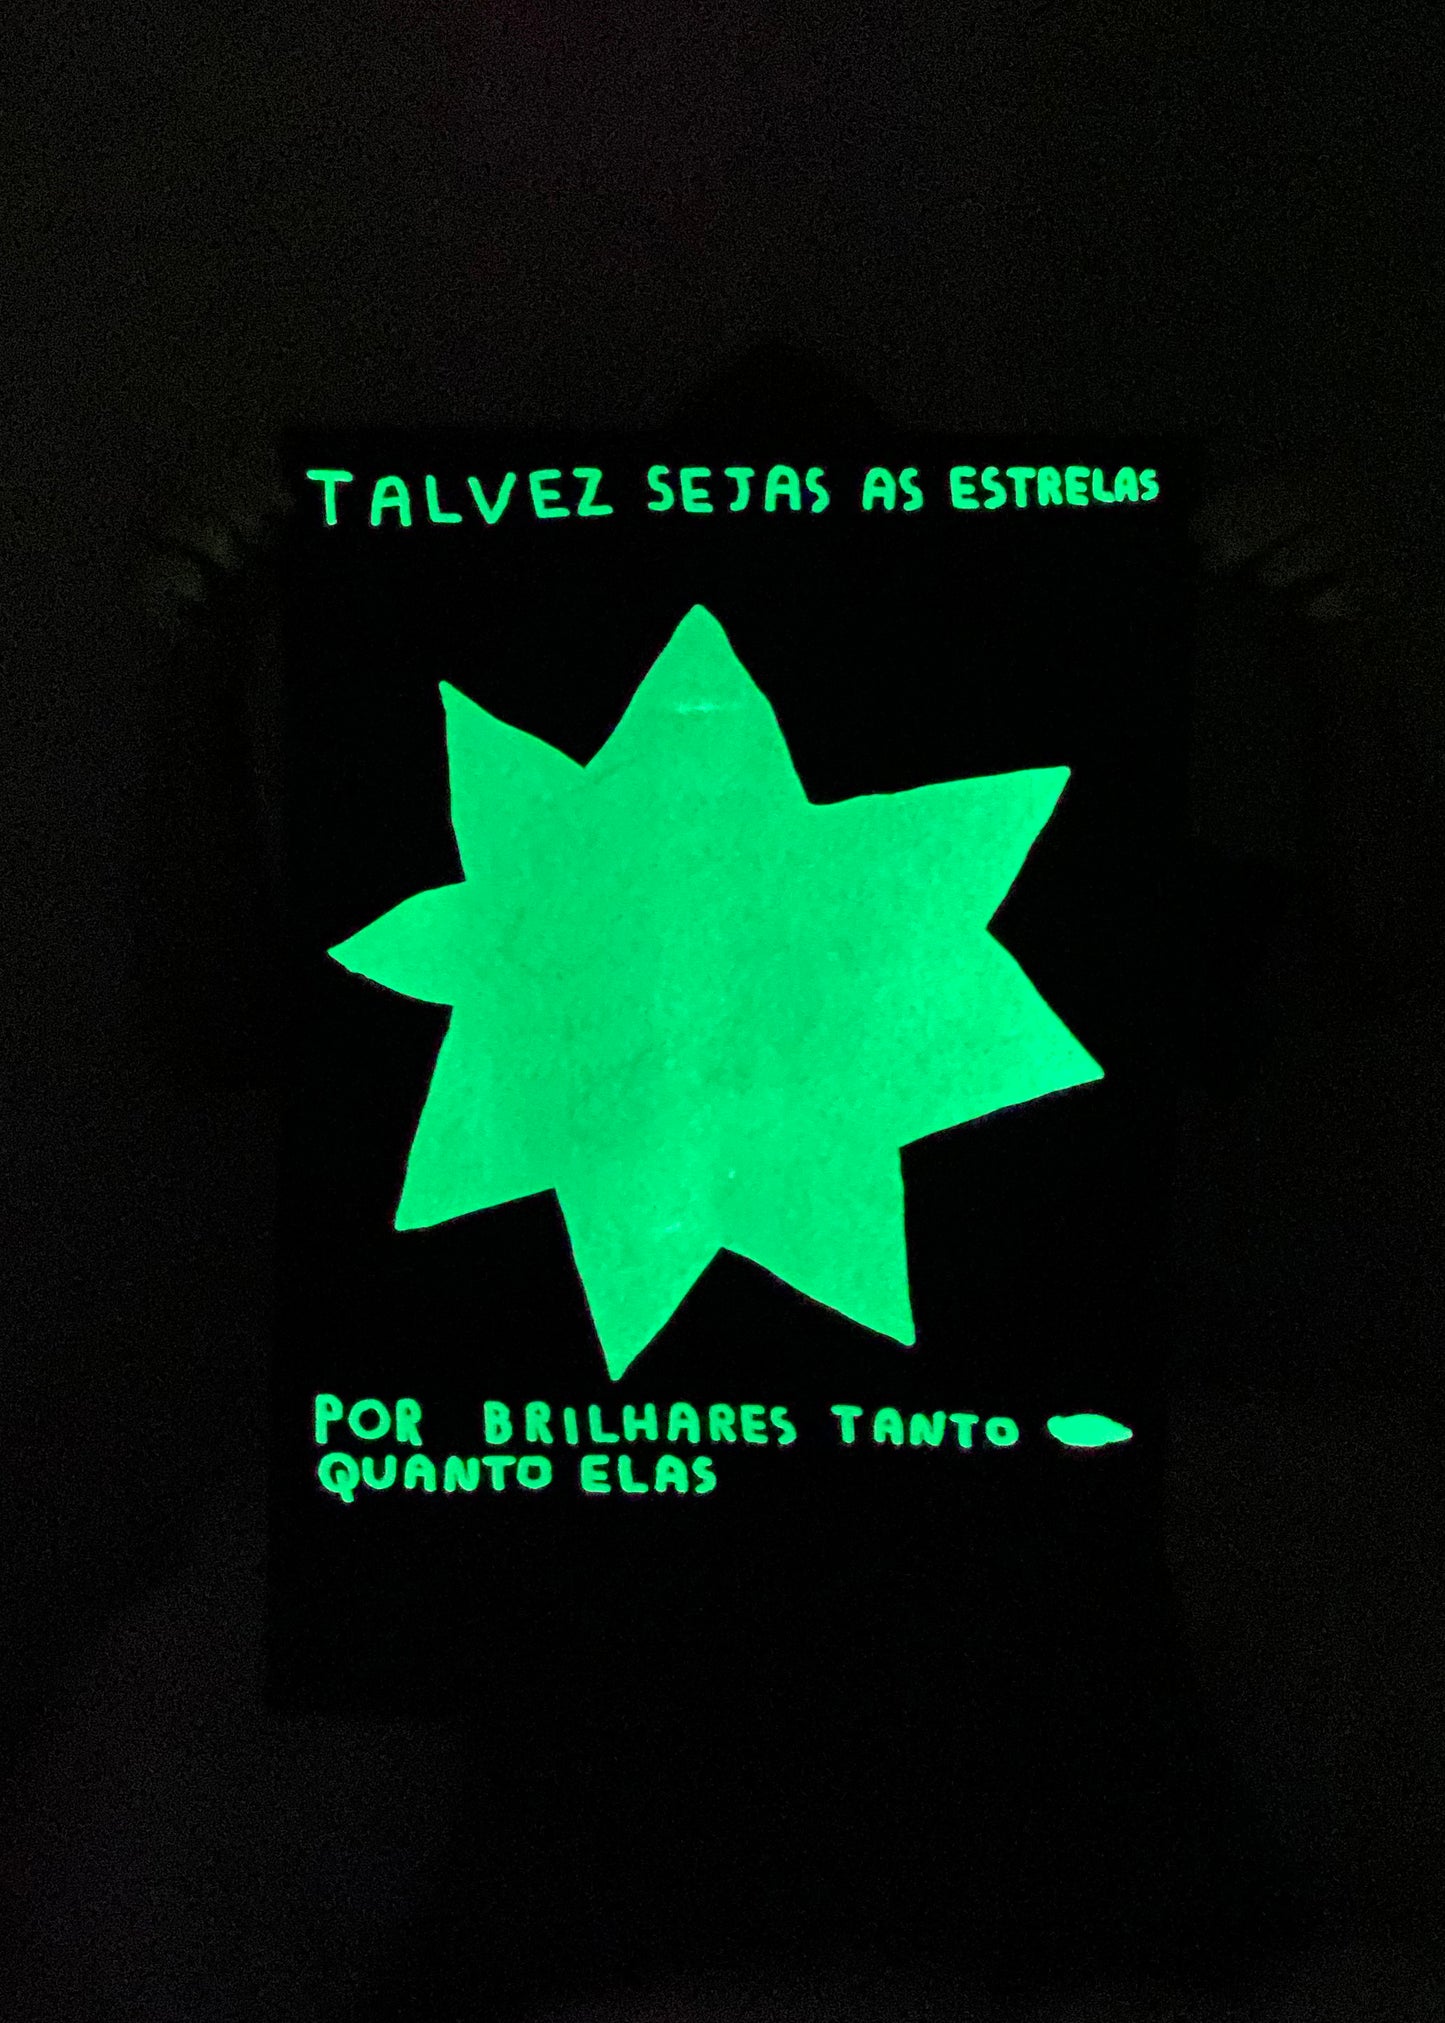 TALVEZ SEJAS AS ESTRELAS
POR BRILHARES TANTO
QUANTO ELAS